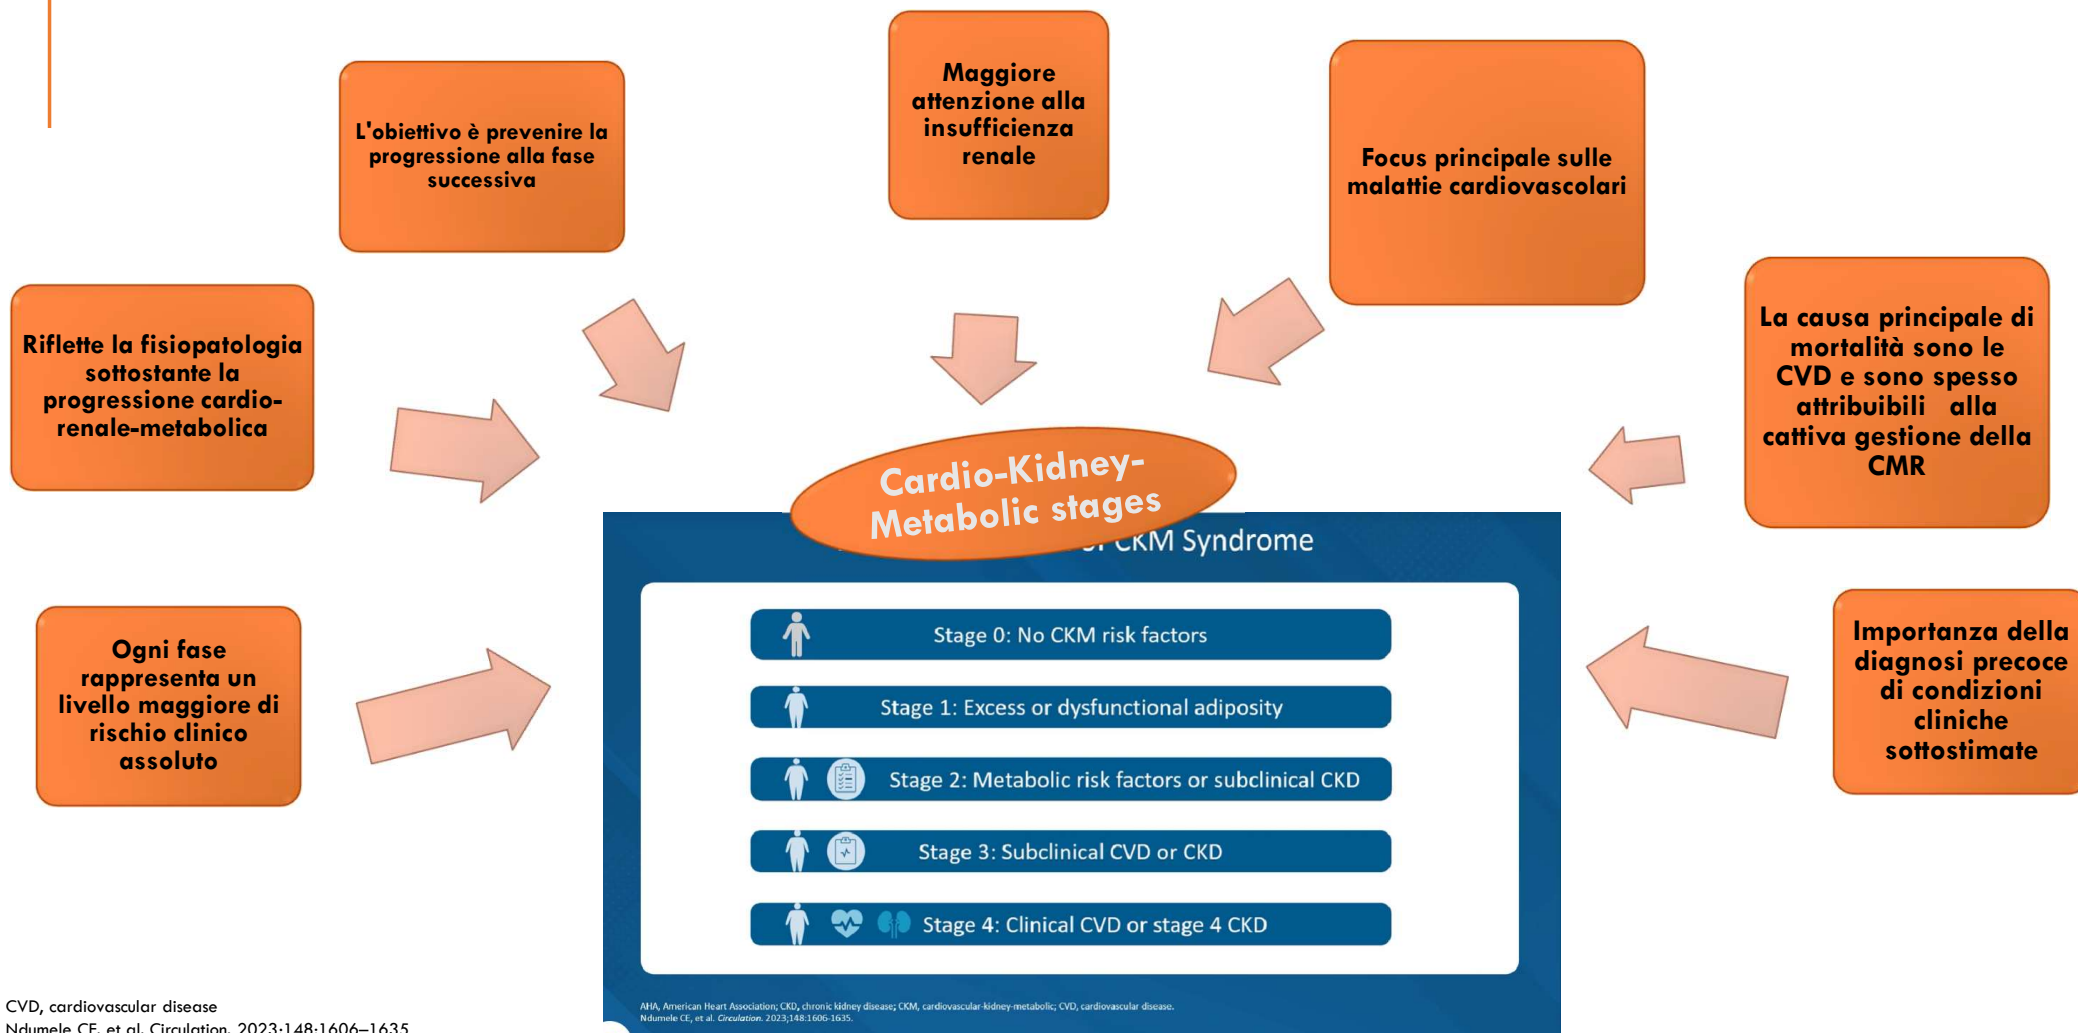 L'obiettivo è prevenire la
progressione alla fase
successiva
Maggiore
attenzione alla
insufficienza
renale
Focus principale sulle
malattie cardiovascolari
Riflette la fisiopatologia
sottostante la
progressione cardio-
renale-metabolica
La causa principale di
mortalità sono le
CVD e sono spesso
attribuibili alla
cattiva gestione della
CMR
Ogni fase
rappresenta un
livello maggiore di
rischio clinico
assoluto
Importanza della
diagnosi precoce
di condizioni
cliniche
sottostimate
Cardio-Kidney-
Metabolic stages
CKM Syndrome
Stage 0: No CKM risk factors
Stage 1: Excess or dysfunctional adiposity
Stage 2: Metabolic risk factors or subclinical CKD
Stage 3: Subclinical CVD or CKD
Stage 4: Clinical CVD or stage 4 CKD
AHA, American Heart Association; CKD, chronic kidney disease; CKM, cardiovascular-kidney-metabolic; CVD, cardiovascular disease.
Ndumele CE, et al. Circulation. 2023;148:1606-1635.
CVD, cardiovascular disease
Ndumele CE, et al. Circulation. 2023;148:1606–1635